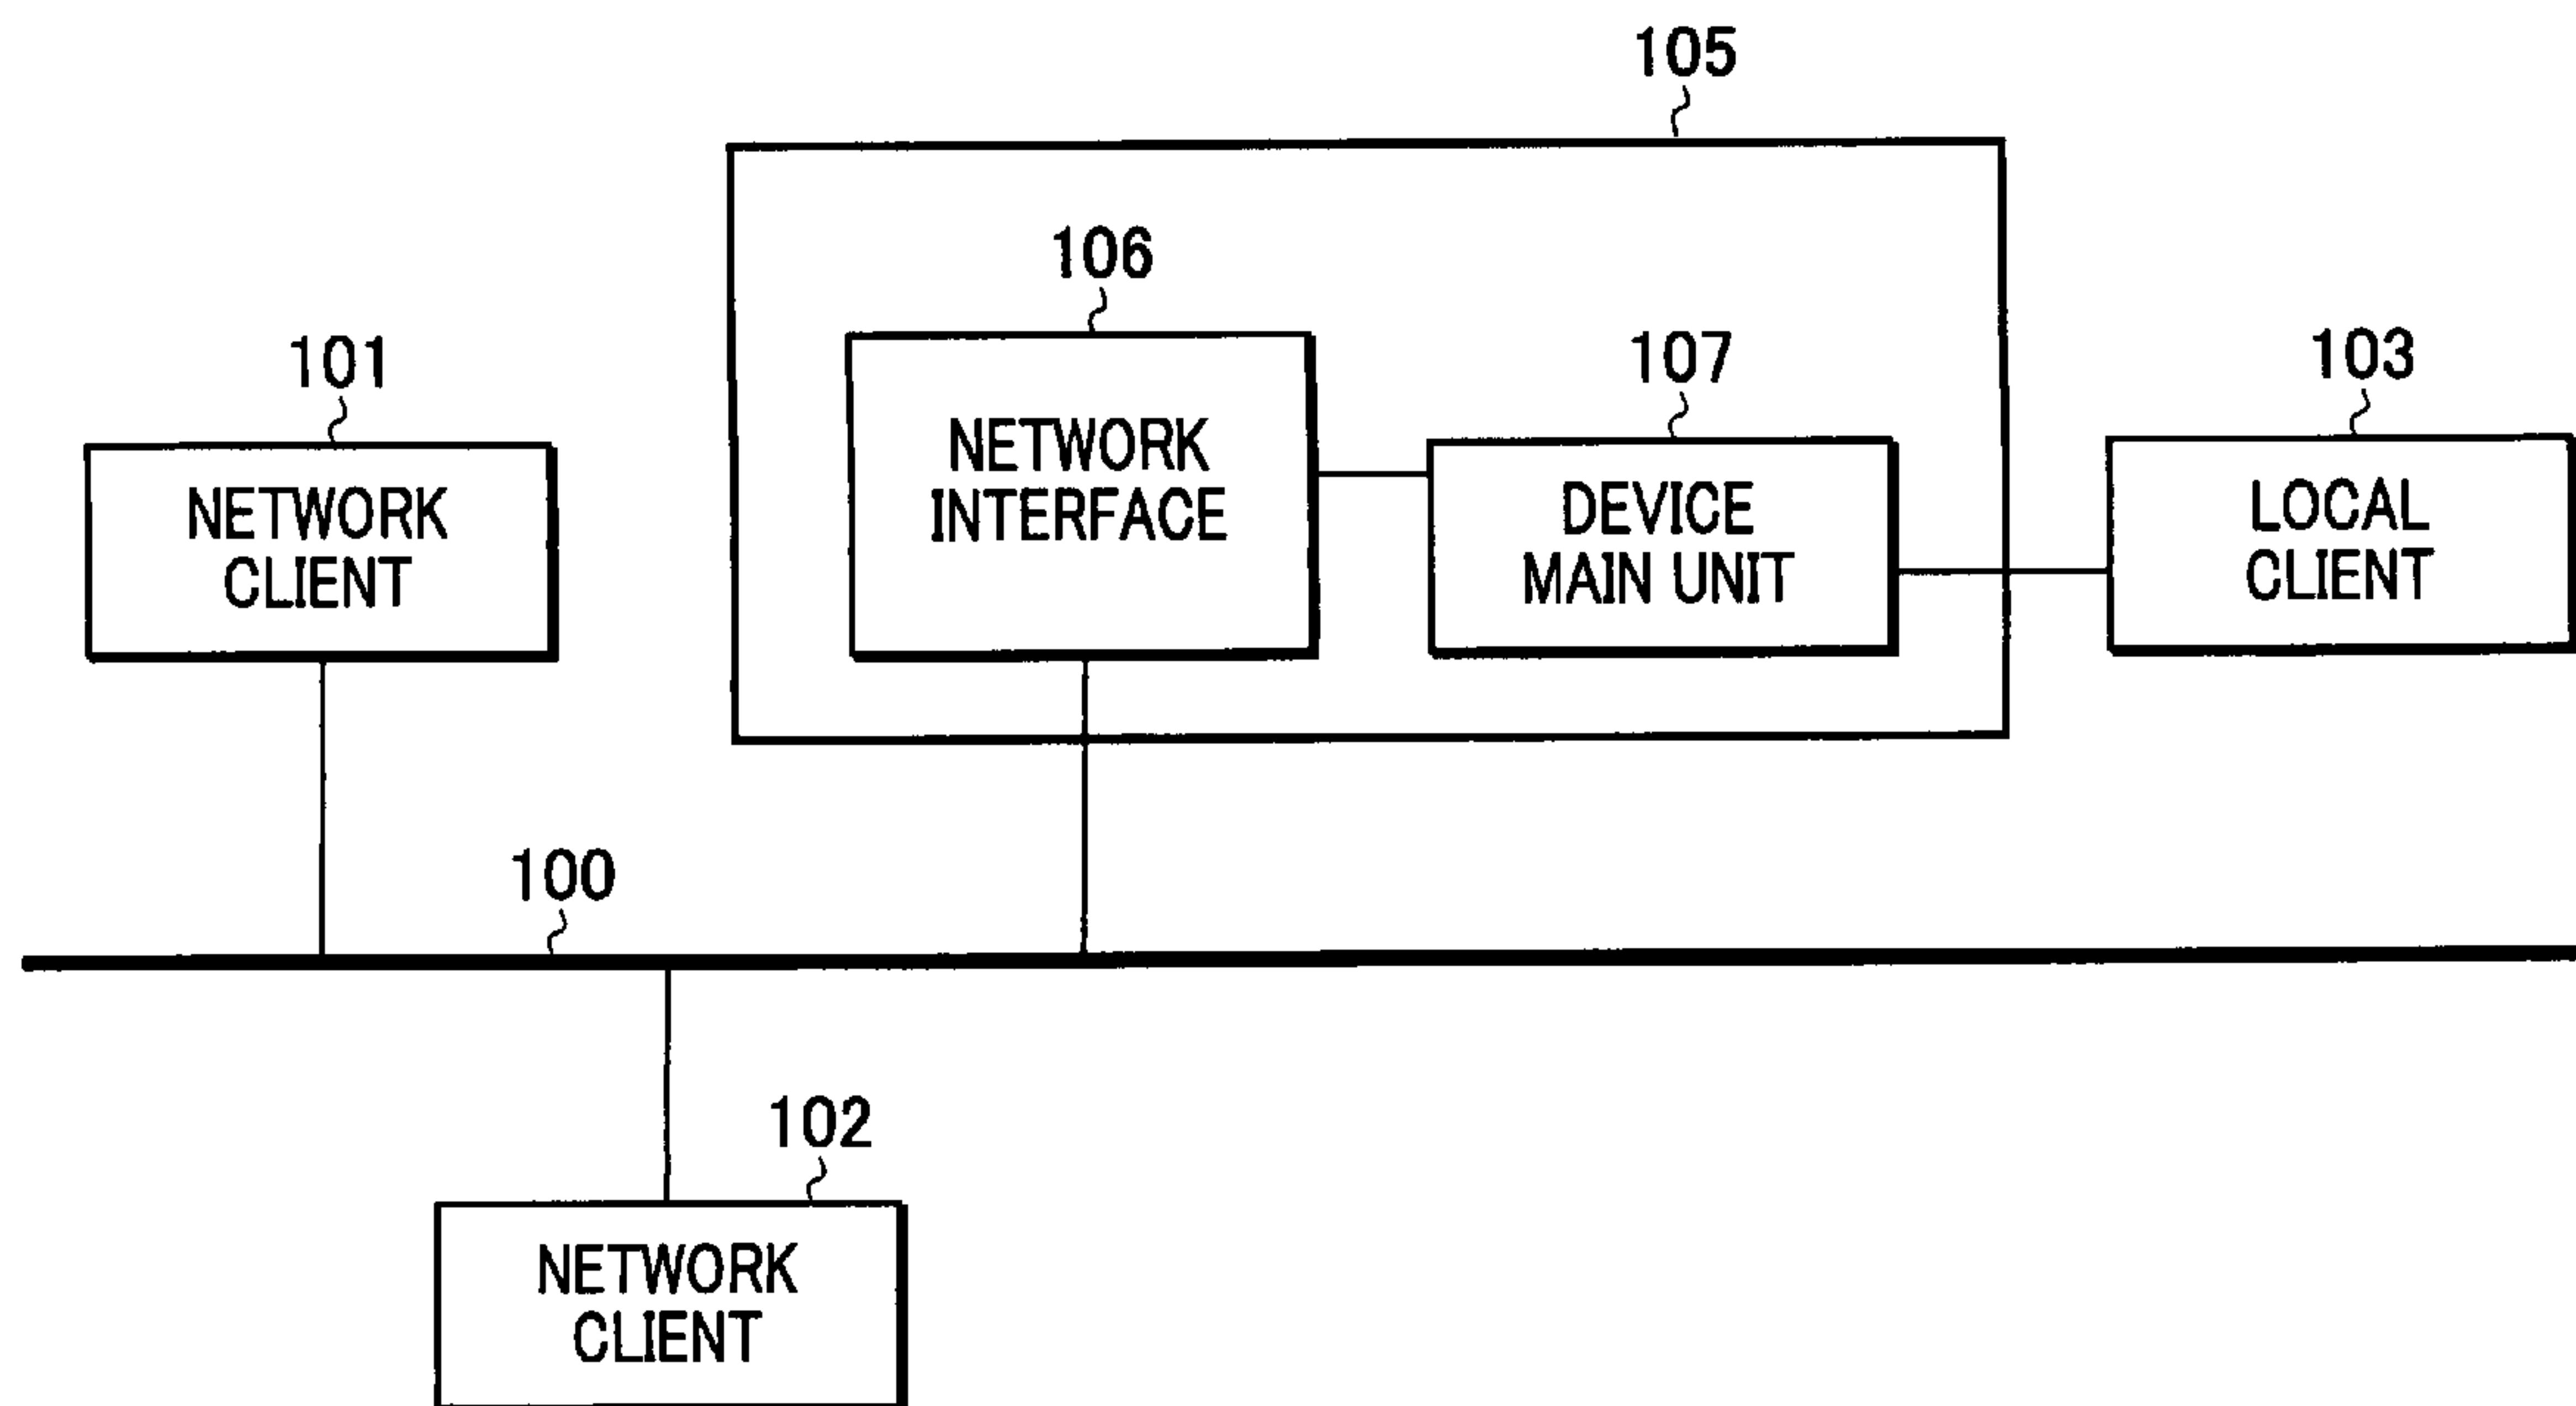 105
106
NETWORK
INTERFACE
107
DEVICE
MAIN UNIT
101
NETWORK
CLIENT
103
LOCAL
CLIENT
100
102
NETWORK
CLIENT